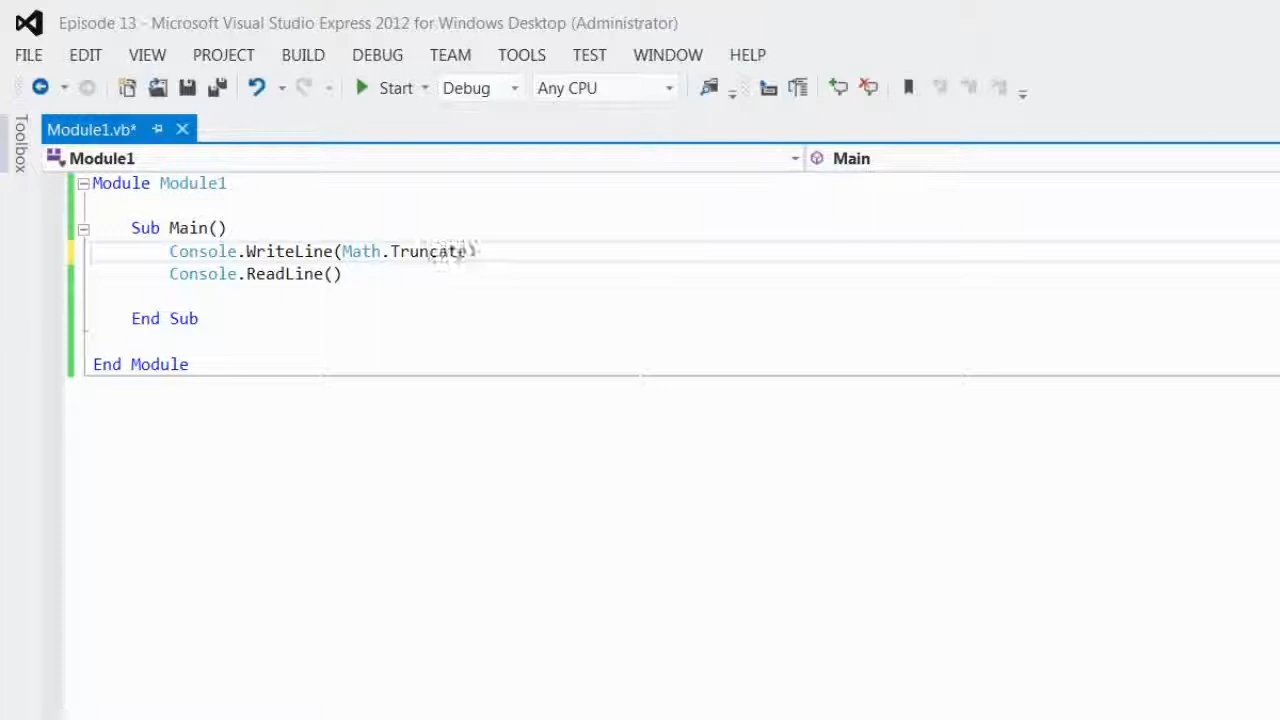 Episode 13 - Microsoft Visual Studio Express 2012 for Windows Desktop (Administrator)
FILE EDIT VIEW PROJECT BUILD DEBUG TEAM TOOLS TEST WINDOW HELP
Start Debug Any CPU
Toolbox
Module1.vb*
Module1 Main
Module Module1
Sub Main()
Console.WriteLine(Math.Truncate)
Console.ReadLine()
End Sub
End Module